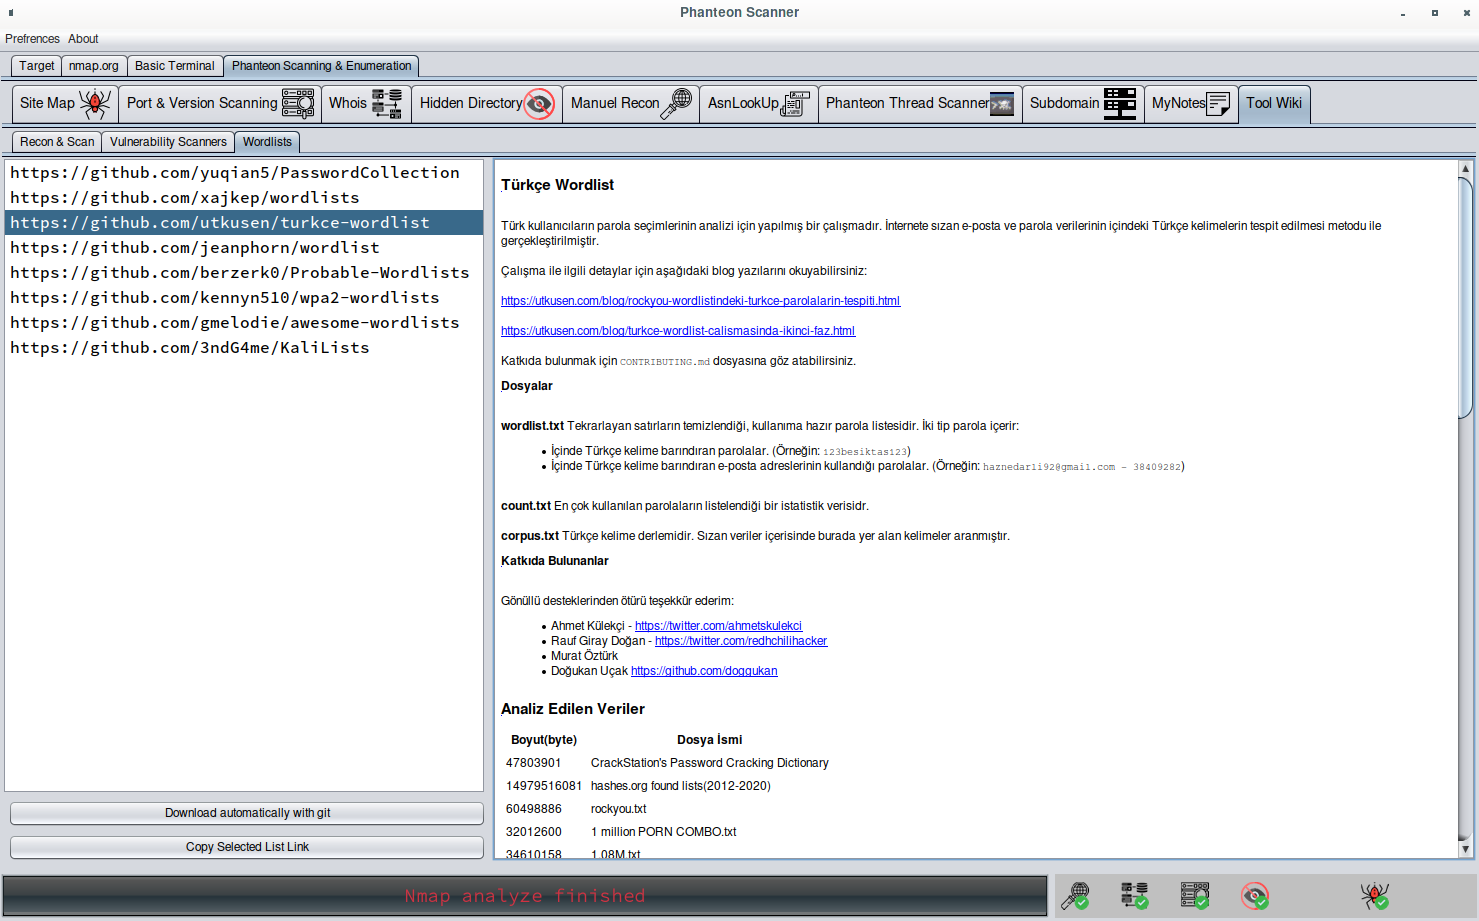 Phanteon Scanner
Prefrences About
Target nmap.org Basic Terminal Phanteon Scanning & Enumeration
Site Map Port & Version Scanning Whois Hidden Directory Manuel Recon AsnLookUp Phanteon Thread Scanner Subdomain MyNotes Tool Wiki
Recon & Scan Vulnerability Scanners Wordlists
https://github.com/yuqian5/PasswordCollection
https://github.com/xajkep/wordlists
https://github.com/utkusen/turkce-wordlist
https://github.com/jeanphorn/wordlist
https://github.com/berzerk0/Probable-Wordlists
https://github.com/kennyn510/wpa2-wordlists
https://github.com/gmelodie/awesome-wordlists
https://github.com/3ndG4me/KaliLists
Download automatically with git
Copy Selected List Link
Türkçe Wordlist
Türk kullanıcıların parola seçimlerinin analizi için yapılmış bir çalışmadır. İnternete sızan e-posta ve parola verilerinin içindeki Türkçe kelimelerin tespit edilmesi metodu ile
gerçekleştirilmiştir.
Çalışma ile ilgili detaylar için aşağıdaki blog yazılarını okuyabilirsiniz:
https://utkusen.com/blog/rockyou-wordlistindeki-turkce-parolalarin-tespiti.html
https://utkusen.com/blog/turkce-wordlist-calismasinda-ikinci-faz.html
Katkıda bulunmak için CONTRIBUTING.md dosyasına göz atabilirsiniz.
Dosyalar
wordlist.txt Tekrarlayan satırların temizlendiği, kullanıma hazır parola listesidir. İki tip parola içerir:
• İçinde Türkçe kelime barındıran parolalar. (Örneğin: 123besiktas123)
• İçinde Türkçe kelime barındıran e-posta adreslerinin kullandığı parolalar. (Örneğin: haznedarli92@gmail.com - 38409282)
count.txt En çok kullanılan parolaların listelendiği bir istatistik verisidr.
corpus.txt Türkçe kelime derlemidir. Sızan veriler içerisinde burada yer alan kelimeler aranmıştır.
Katkıda Bulunanlar
Gönüllü desteklerinden ötürü teşekkür ederim:
• Ahmet Külekçi - https://twitter.com/ahmetskulekci
• Rauf Giray Doğan - https://twitter.com/redhchilihacker
• Murat Öztürk
• Doğukan Uçak https://github.com/doggukan
Analiz Edilen Veriler
Boyut(byte) Dosya İsmi
47803901 CrackStation's Password Cracking Dictionary
14979516081 hashes.org found lists(2012-2020)
60498886 rockyou.txt
32012600 1 million PORN COMBO.txt
34610158 1.08M.txt
Nmap analyze finished